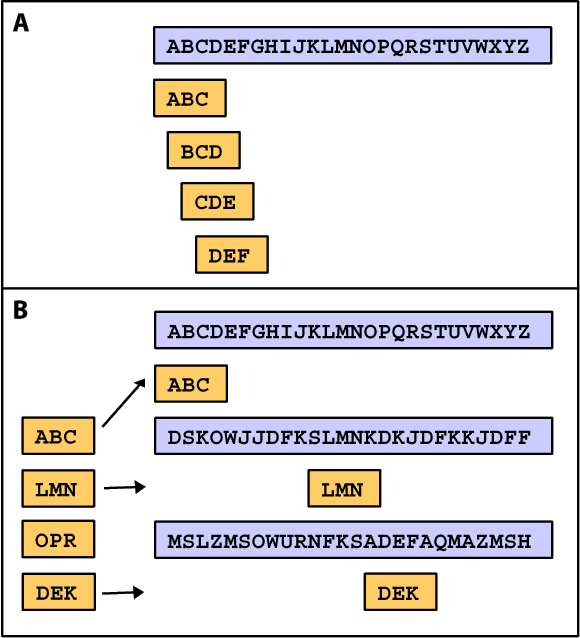 A
ABCDEFGHIJKLMNOPQRSTUVWXYZ
ABC
BCD
CDE
DEF
B
ABCDEFGHIJKLMNOPQRSTUVWXYZ
ABC
ABC
DSKOWJJDFKSLMNKDKJDFKKJDFF
LMN
LMN
OPR
MSLZMSOWURNFKSADEFAQMAZMSH
DEK
DEK